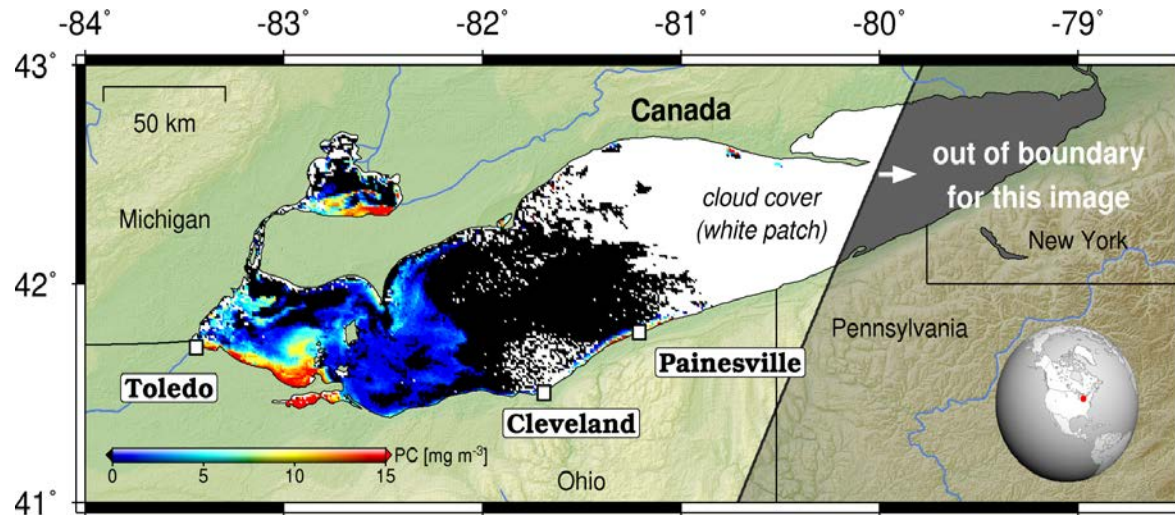 -84˚ -83˚ -82˚ -81˚ -80˚ -79˚
43˚
50 km
Canada
out of boundary
for this image
cloud cover
(white patch)
Michigan
New York
42˚
Pennsylvania
Painesville
Toledo
Cleveland
PC [mg m⁻³]
0 5 10 15
Ohio
41˚